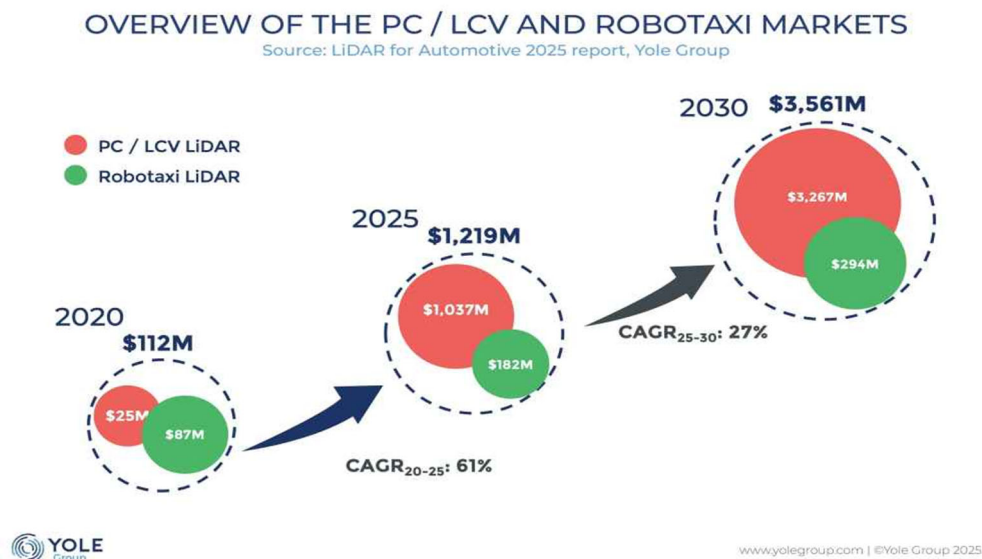 OVERVIEW OF THE PC / LCV AND ROBOTAXI MARKETS
Source: LiDAR for Automotive 2025 report, Yole Group
PC / LCV LiDAR
Robotaxi LiDAR
2020
$112M
$25M
$87M
CAGR20-25: 61%
2025
$1,219M
$1,037M
$182M
CAGR25-30: 27%
2030
$3,561M
$3,267M
$294M
YOLE
Group
www.yolegroup.com | ©Yole Group 2025